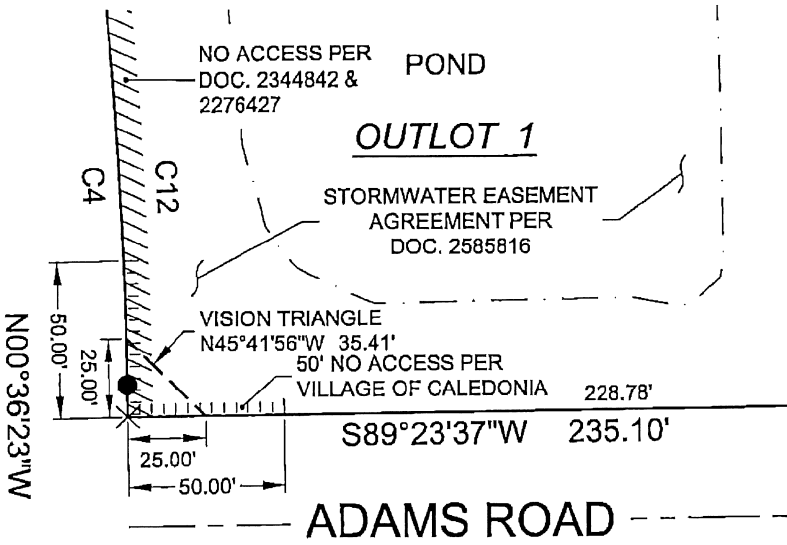 NO ACCESS PER
DOC. 2344842 &
2276427
POND
OUTLOT 1
C4
C12
STORMWATER EASEMENT
AGREEMENT PER
DOC. 2585816
VISION TRIANGLE
N45°41'56"W 35.41'
50' NO ACCESS PER
VILLAGE OF CALEDONIA
50.00'
25.00'
N00°36'23"W
228.78'
S89°23'37"W 235.10'
25.00'
50.00'
ADAMS ROAD